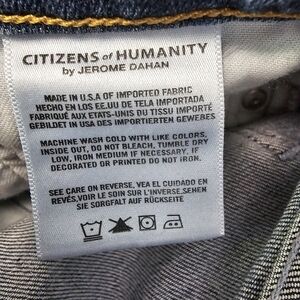 CITIZENS of HUMANITY
by JEROME DAHAN
MADE IN U.S.A OF IMPORTED FABRIC
HECHO EN LOS EE.UU DE TELA IMPORTADA
FABRIQUÉ AUX ETATS-UNIS DU TISSU IMPORTÉ
GEBILDET IN USA DES IMPORTIERTEN GEWEBES
MACHINE WASH COLD WITH LIKE COLORS,
INSIDE OUT, DO NOT BLEACH, TUMBLE DRY
LOW, IRON MEDIUM IF NECESSARY. IF
DECORATED OR PRINTED DO NOT IRON.
SEE CARE ON REVERSE, VEA EL CUIDADO EN
REVES, VOIR LE SOIN SUR L'INVERSE, SEHEN
SIE SORGFALT AUF RÜCKSEITE